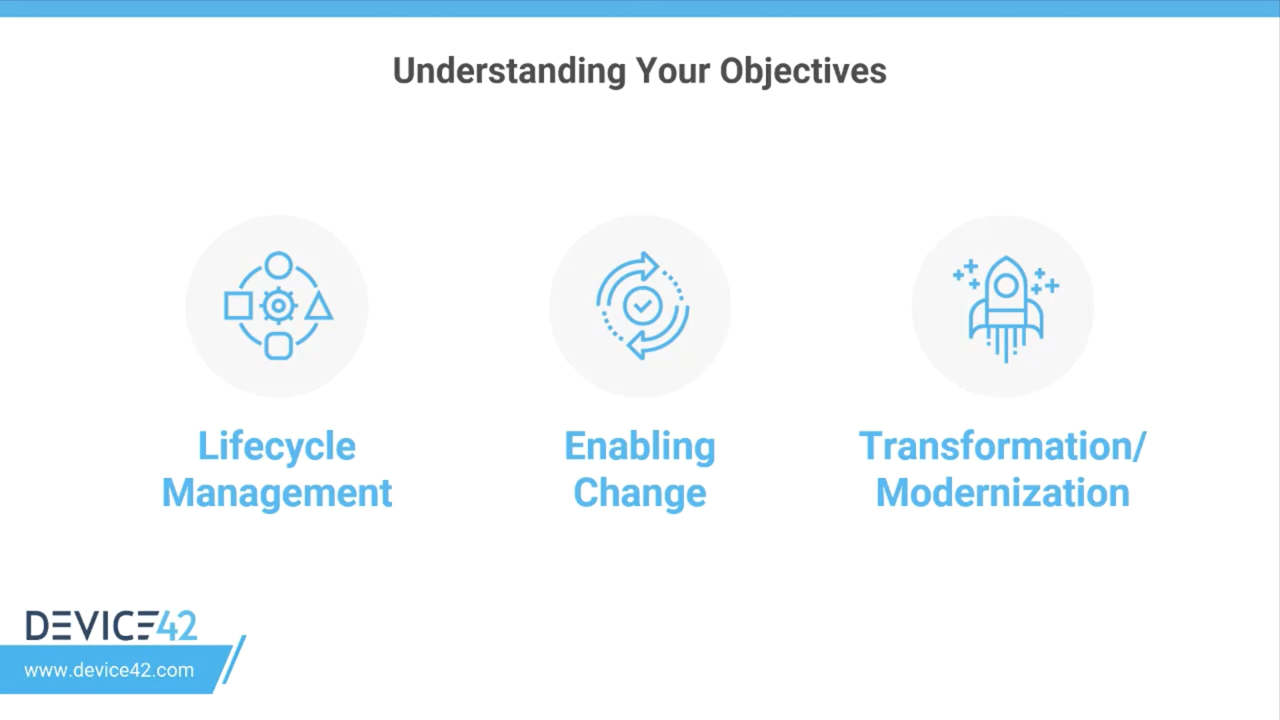 Understanding Your Objectives
Lifecycle
Management
Enabling
Change
Transformation/
Modernization
DEVICE42
www.device42.com